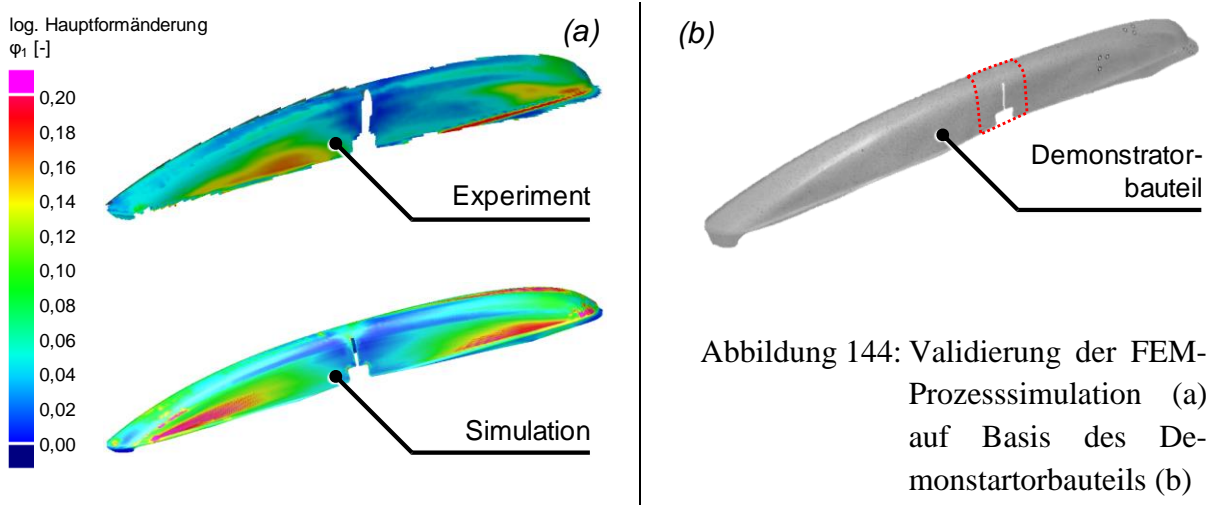 log. Hauptformänderung
φ₁ [-]
0,20
0,18
0,16
0,14
0,12
0,10
0,08
0,06
0,04
0,02
0,00
(a)
Experiment
Simulation
(b)
Demonstrator-
bauteil
Abbildung 144: Validierung der FEM-
Prozesssimulation (a)
auf Basis des De-
monstartorbauteils (b)